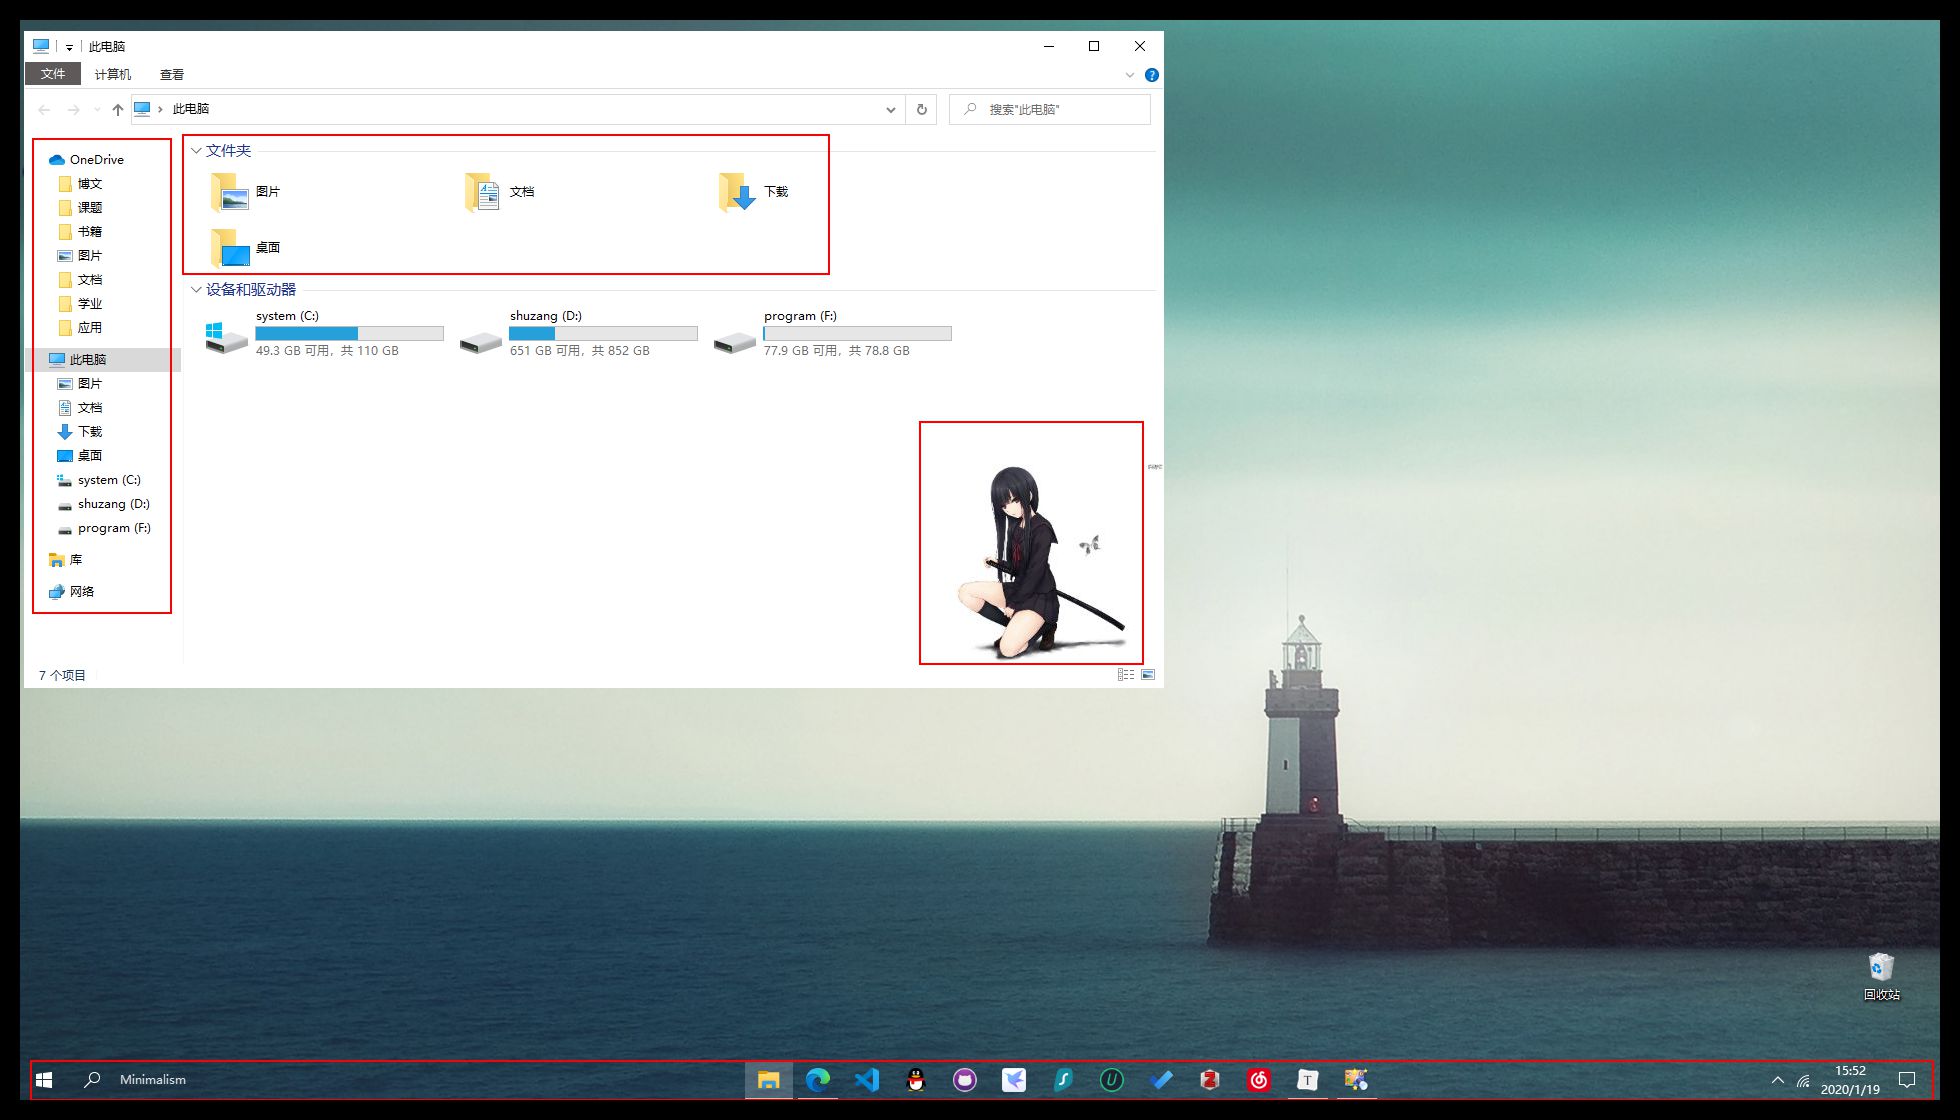 此电脑
文件 计算机 查看
此电脑 搜索"此电脑"
OneDrive
博文
课题
书籍
图片
文档
学业
应用
此电脑
图片
文档
下载
桌面
system (C:)
shuzang (D:)
program (F:)
库
网络
文件夹
图片 文档 下载
桌面
设备和驱动器
system (C:) shuzang (D:) program (F:)
49.3 GB 可用，共 110 GB 651 GB 可用，共 852 GB 77.9 GB 可用，共 78.8 GB
7 个项目
回收站
Minimalism
15:52
2020/1/19